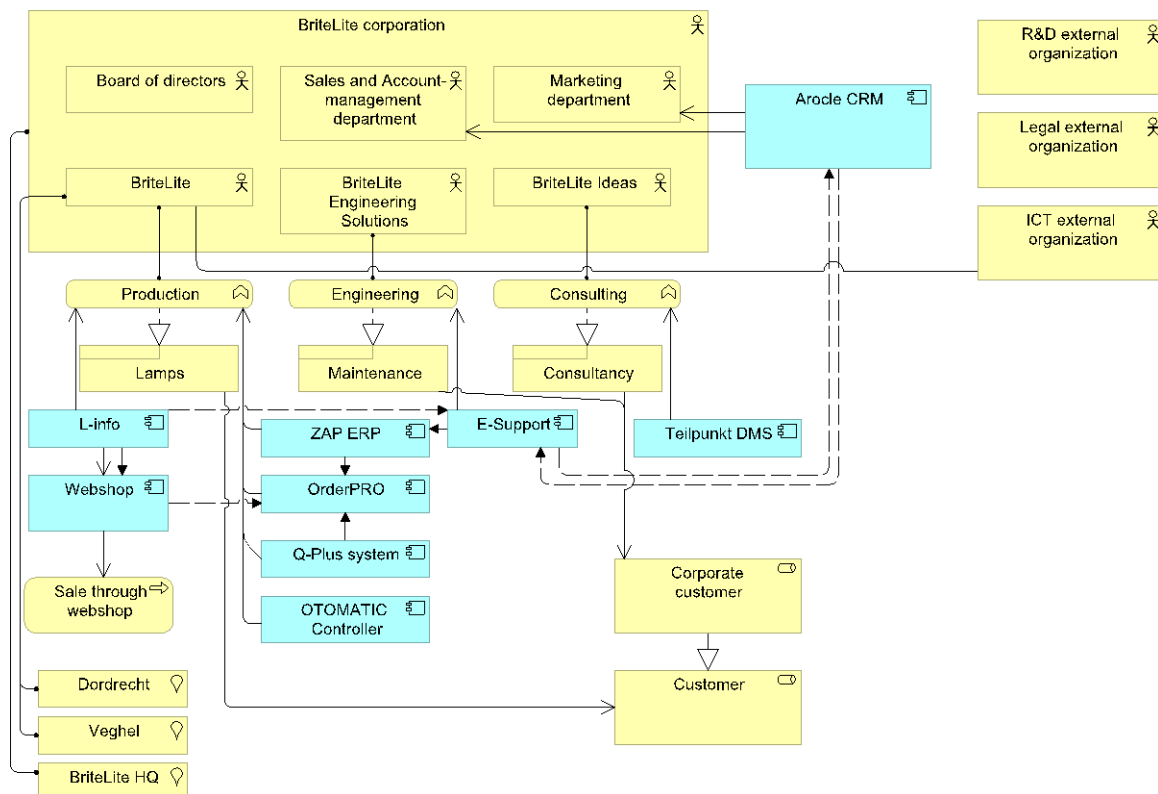 BriteLite corporation
R&D external
organization
Board of directors
Sales and Account-
management
department
Marketing
department
Arocle CRM
Legal external
organization
BriteLite
BriteLite
Engineering
Solutions
BriteLite Ideas
ICT external
organization
Production
Engineering
Consulting
Lamps
Maintenance
Consultancy
L-info
ZAP ERP
E-Support
Teilpunkt DMS
Webshop
OrderPRO
Q-Plus system
Sale through
webshop
OTOMATIC
Controller
Corporate
customer
Customer
Dordrecht
Veghel
BriteLite HQ